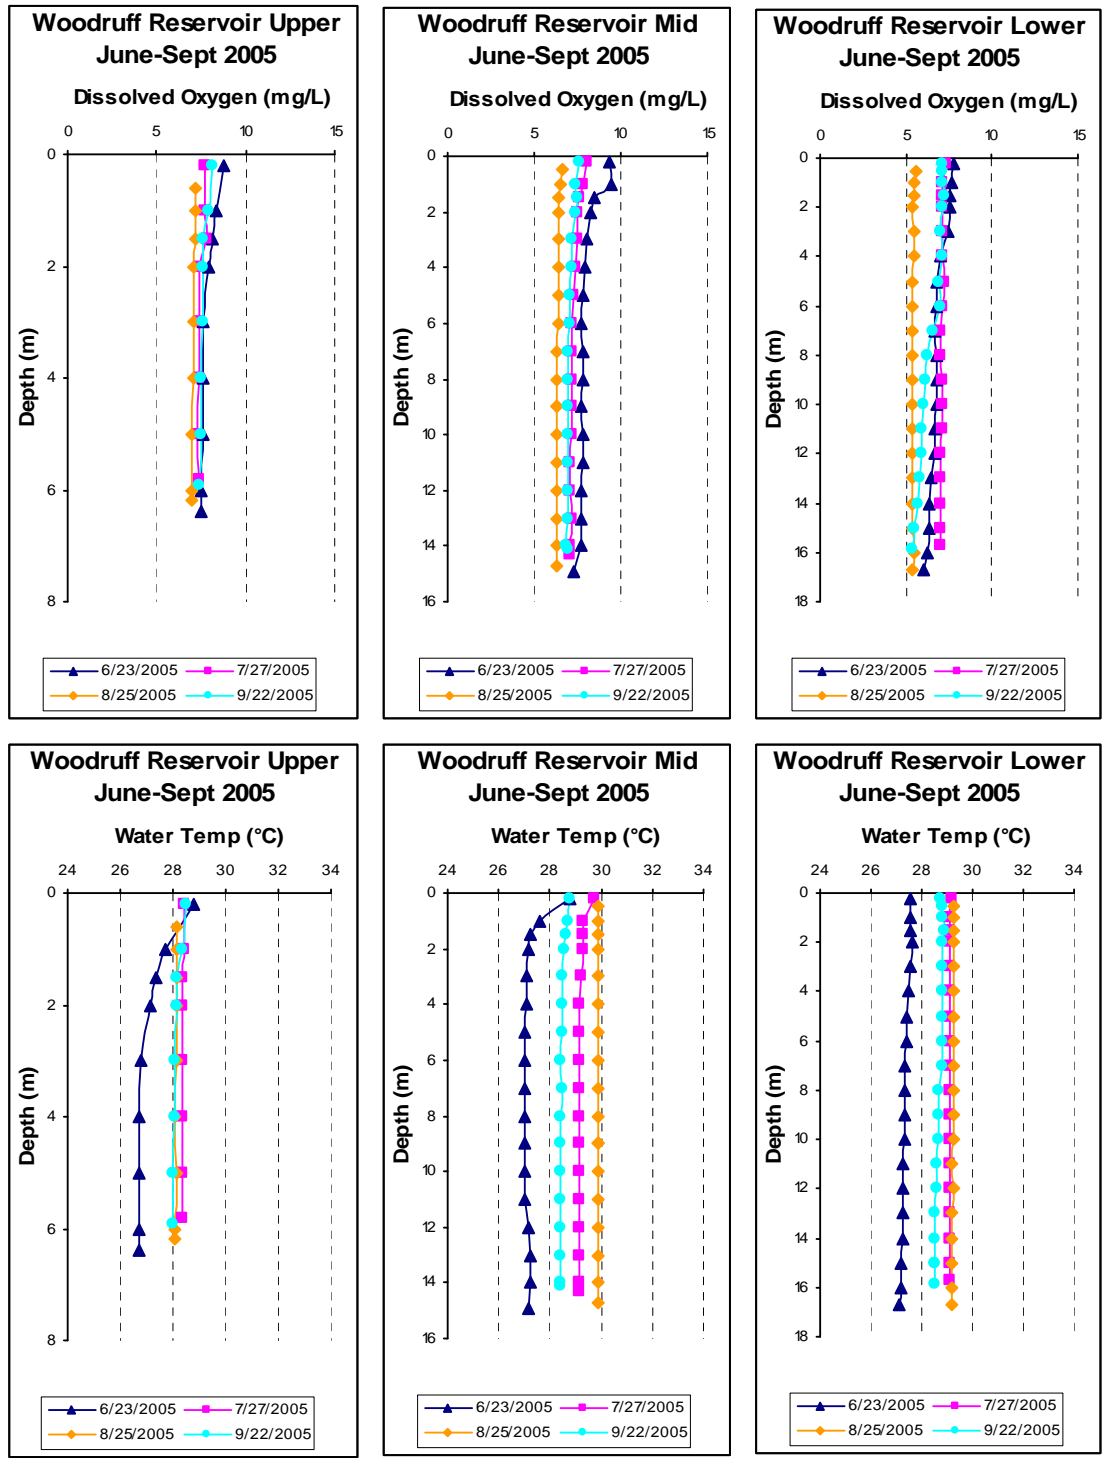 Woodruff Reservoir Upper
June-Sept 2005
Dissolved Oxygen (mg/L)
0 5 10 15
0
2
4
6
8
Depth (m)
6/23/2005 7/27/2005
8/25/2005 9/22/2005
Woodruff Reservoir Mid
June-Sept 2005
Dissolved Oxygen (mg/L)
0 5 10 15
0
2
4
6
8
10
12
14
16
Depth (m)
6/23/2005 7/27/2005
8/25/2005 9/22/2005
Woodruff Reservoir Lower
June-Sept 2005
Dissolved Oxygen (mg/L)
0 5 10 15
0
2
4
6
8
10
12
14
16
18
Depth (m)
6/23/2005 7/27/2005
8/25/2005 9/22/2005
Woodruff Reservoir Upper
June-Sept 2005
Water Temp (°C)
24 26 28 30 32 34
0
2
4
6
8
Depth (m)
6/23/2005 7/27/2005
8/25/2005 9/22/2005
Woodruff Reservoir Mid
June-Sept 2005
Water Temp (°C)
24 26 28 30 32 34
0
2
4
6
8
10
12
14
16
Depth (m)
6/23/2005 7/27/2005
8/25/2005 9/22/2005
Woodruff Reservoir Lower
June-Sept 2005
Water Temp (°C)
24 26 28 30 32 34
0
2
4
6
8
10
12
14
16
18
Depth (m)
6/23/2005 7/27/2005
8/25/2005 9/22/2005